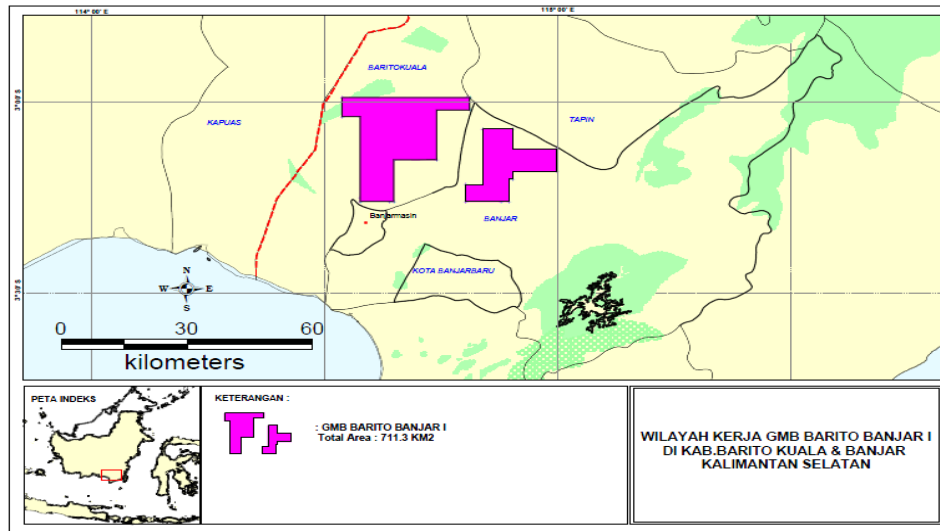 114° 00' E
115° 00' E
3°00' S
3°30' S
BARITOKUALA
KAPUAS
TAPIN
Banjarmasin
BANJAR
KOTA BANJARBARU
N
W E
S
0 30 60
kilometers
PETA INDEKS
KETERANGAN :
: GMB BARITO BANJAR I
Total Area : 711.3 KM2
WILAYAH KERJA GMB BARITO BANJAR I
DI KAB.BARITO KUALA & BANJAR
KALIMANTAN SELATAN